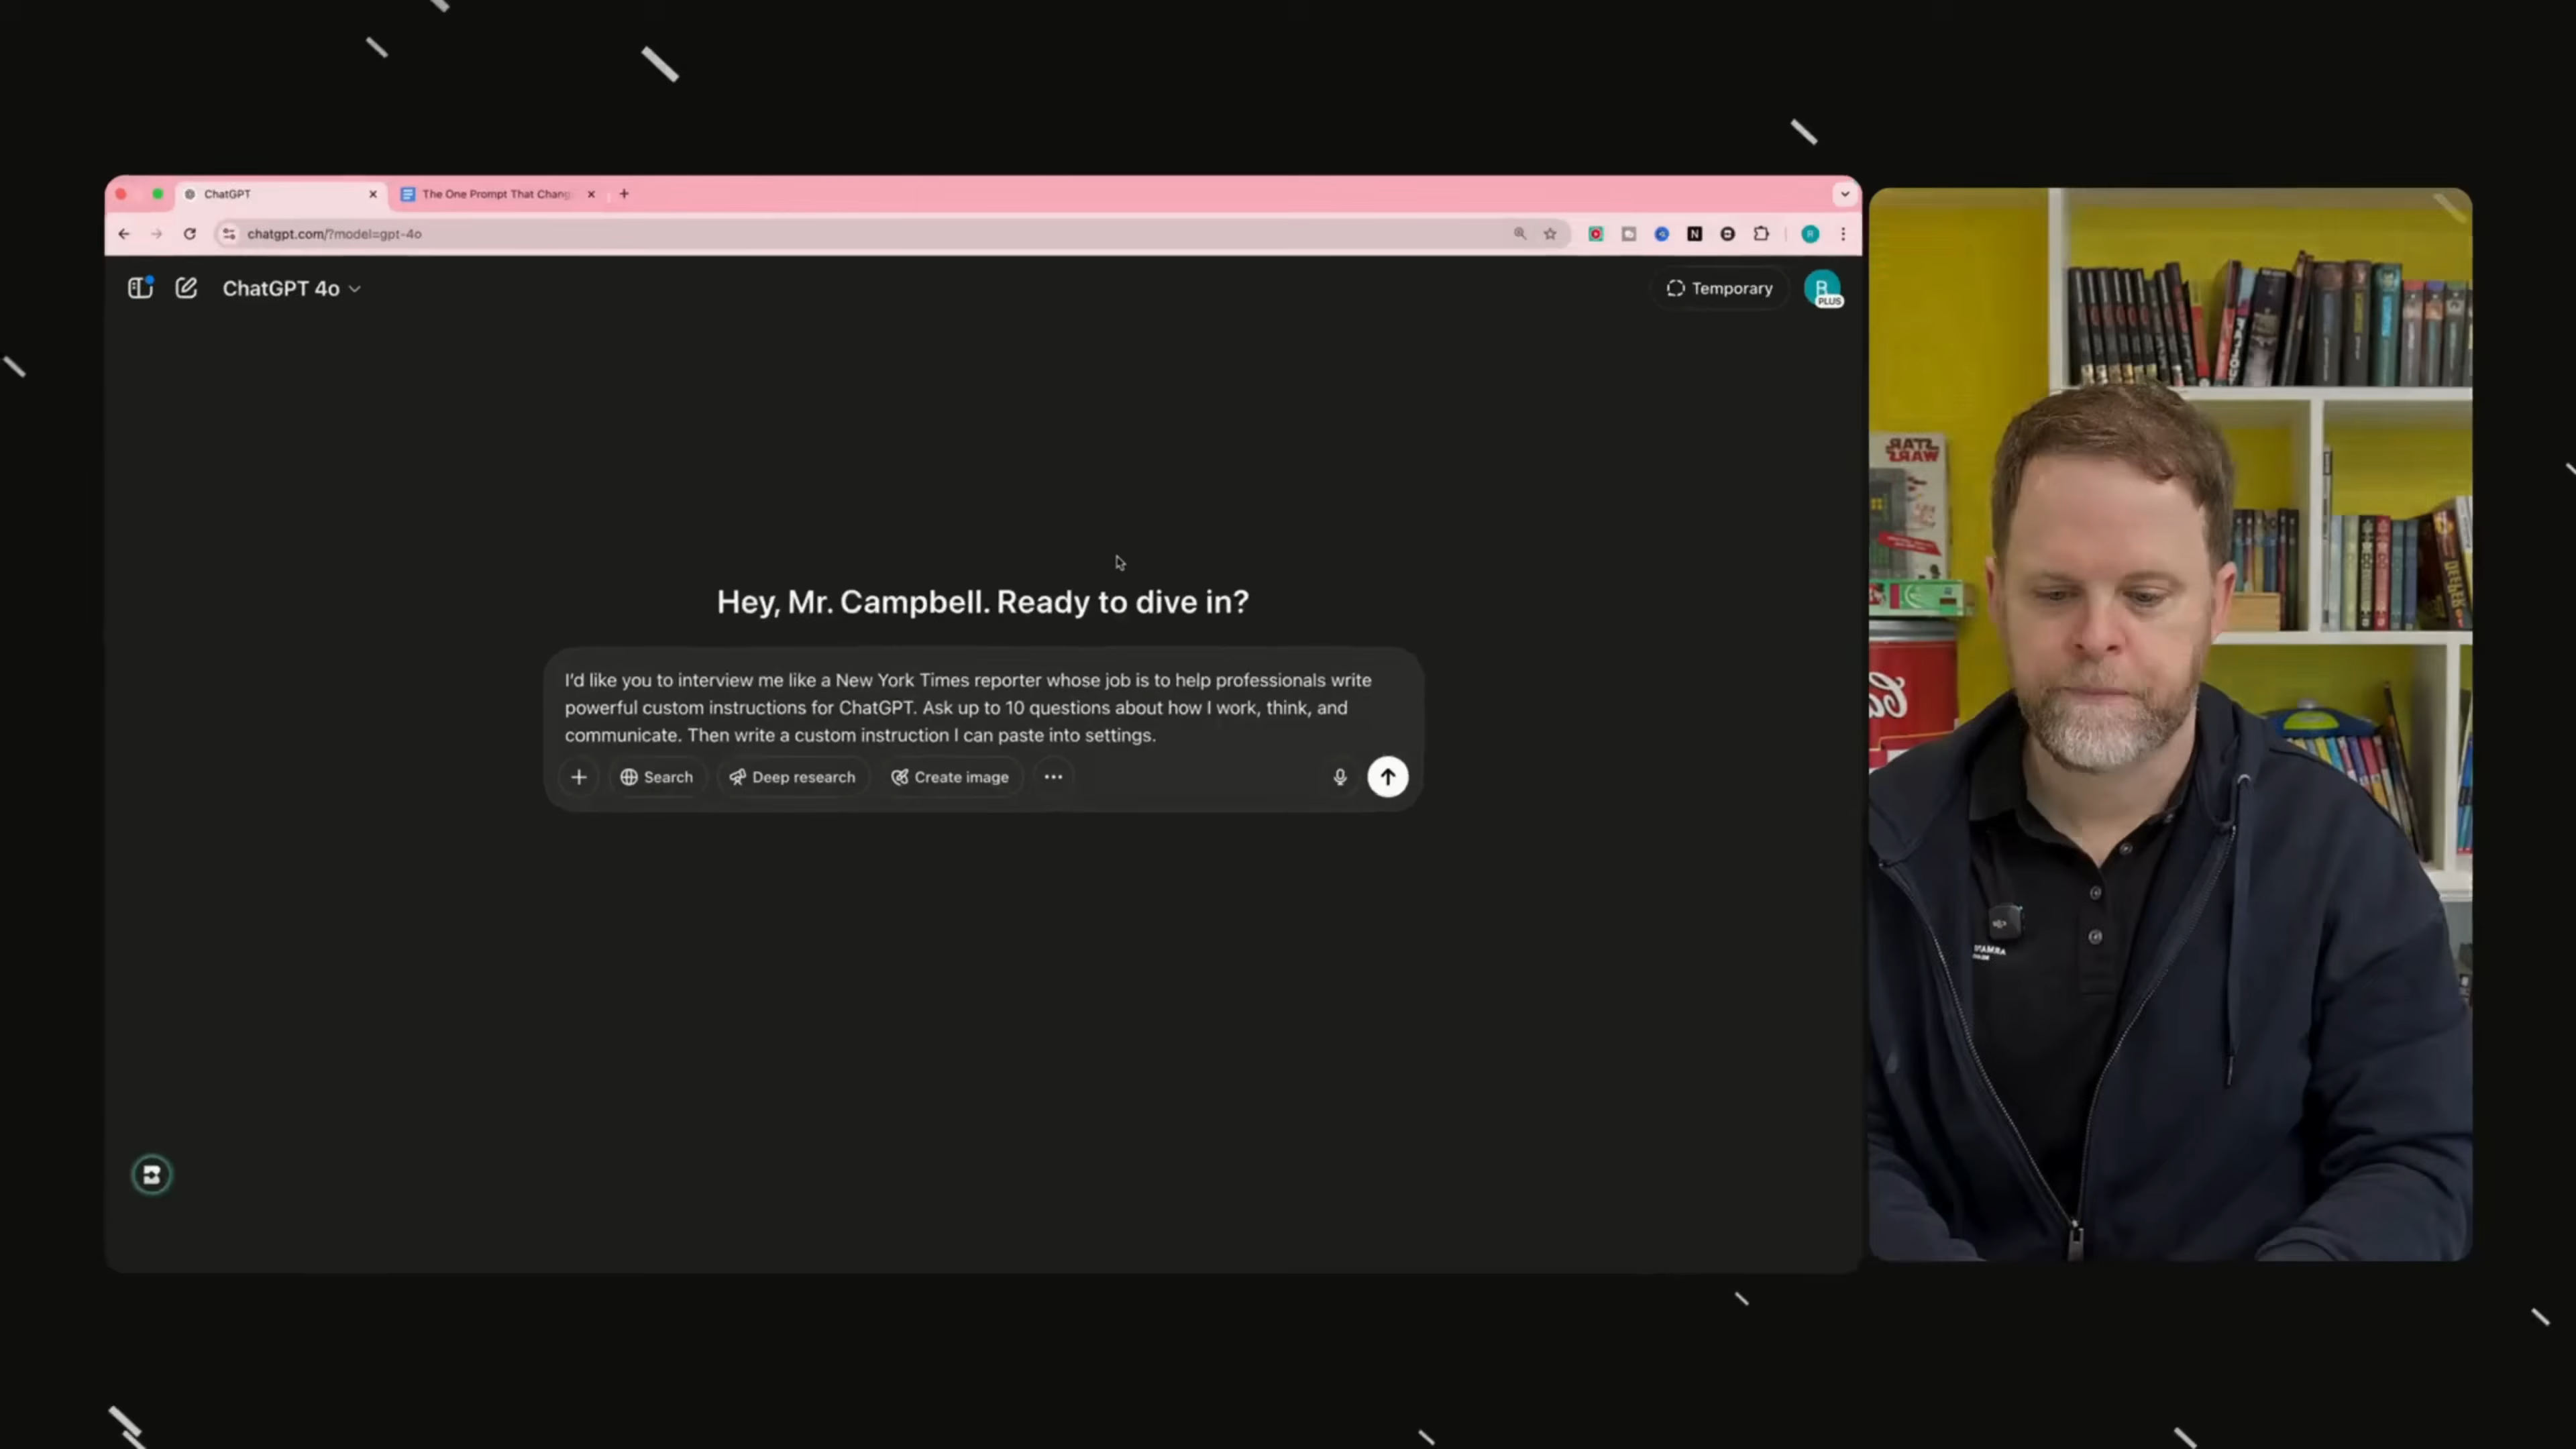 ChatGPT
The One Prompt That Chang
chatgpt.com/?model=gpt-4o
ChatGPT 4o
Temporary
PLUS
Hey, Mr. Campbell. Ready to dive in?
I'd like you to interview me like a New York Times reporter whose job is to help professionals write
powerful custom instructions for ChatGPT. Ask up to 10 questions about how I work, think, and
communicate. Then write a custom instruction I can paste into settings.
Search
Deep research
Create image
STAR
WARS